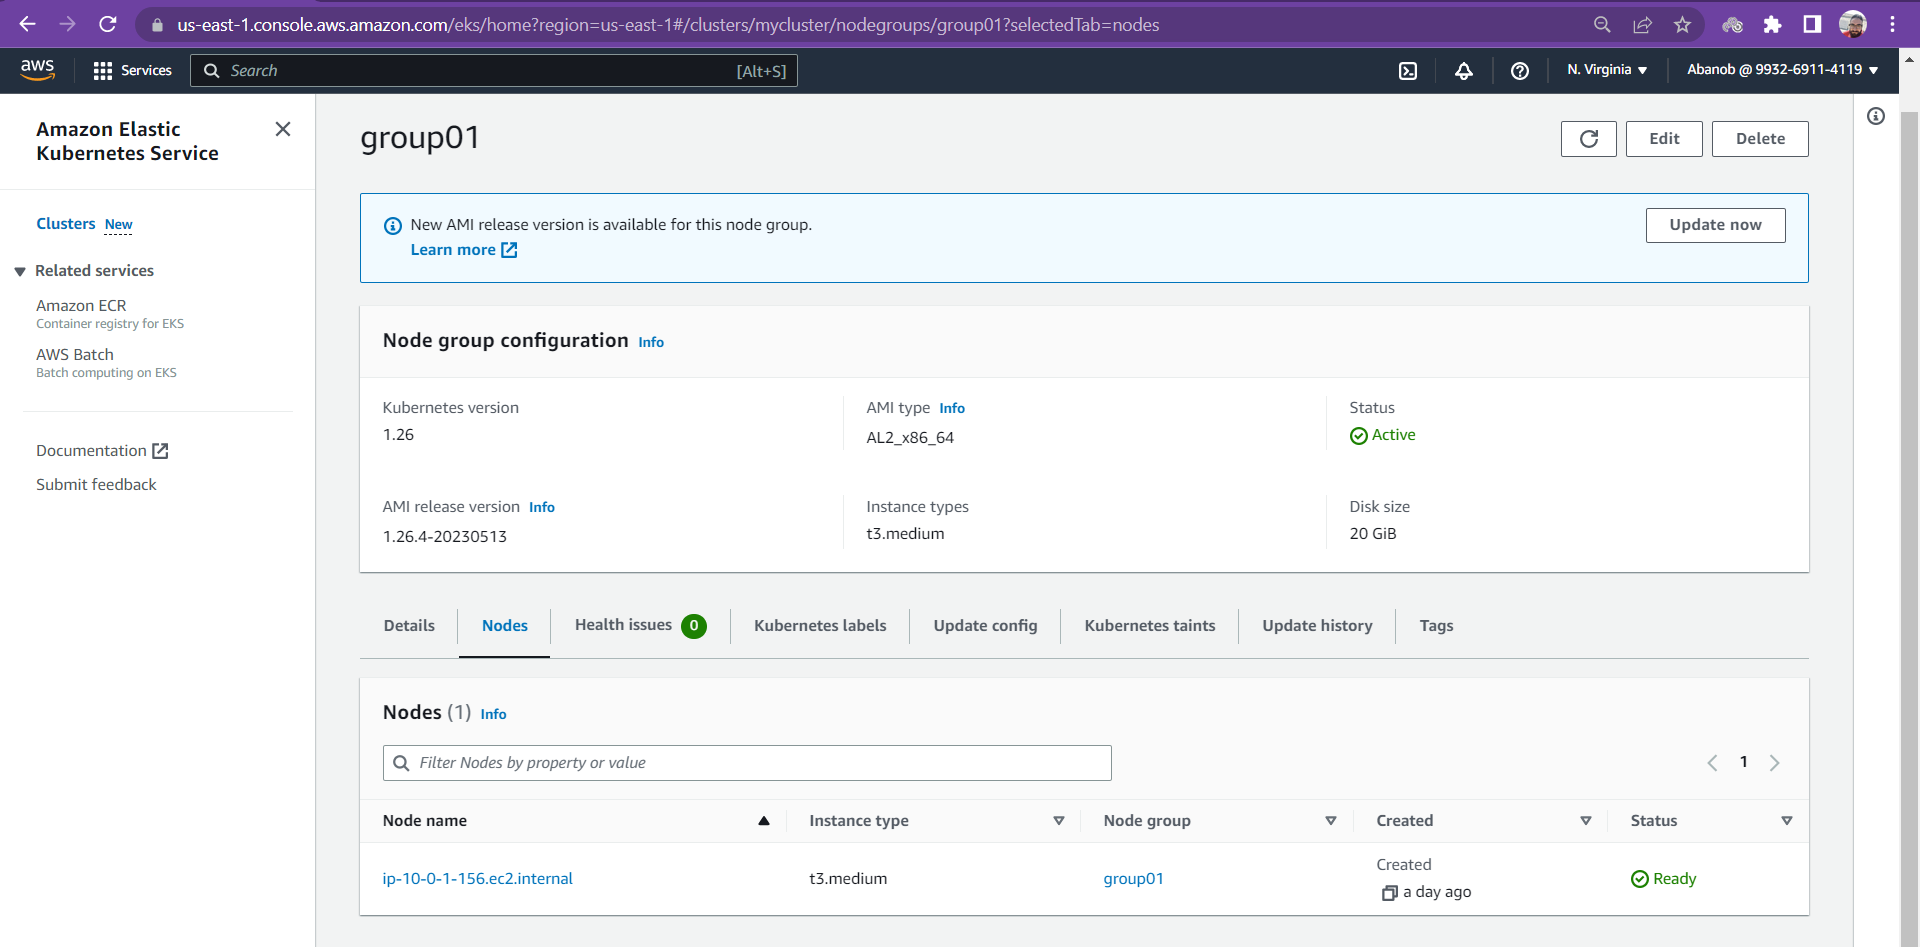 us-east-1.console.aws.amazon.com/eks/home?region=us-east-1#/clusters/mycluster/nodegroups/group01?selectedTab=nodes
aws
Services
Search
[Alt+S]
N. Virginia
Abanob @ 9932-6911-4119
Amazon Elastic
Kubernetes Service
Clusters New
Related services
Amazon ECR
Container registry for EKS
AWS Batch
Batch computing on EKS
Documentation
Submit feedback
group01
Edit
Delete
New AMI release version is available for this node group.
Learn more
Update now
Node group configuration Info
Kubernetes version
1.26
AMI type Info
AL2_x86_64
Status
Active
AMI release version Info
1.26.4-20230513
Instance types
t3.medium
Disk size
20 GiB
Details
Nodes
Health issues 0
Kubernetes labels
Update config
Kubernetes taints
Update history
Tags
Nodes (1) Info
Filter Nodes by property or value
1
Node name
Instance type
Node group
Created
Status
ip-10-0-1-156.ec2.internal
t3.medium
group01
Created
a day ago
Ready